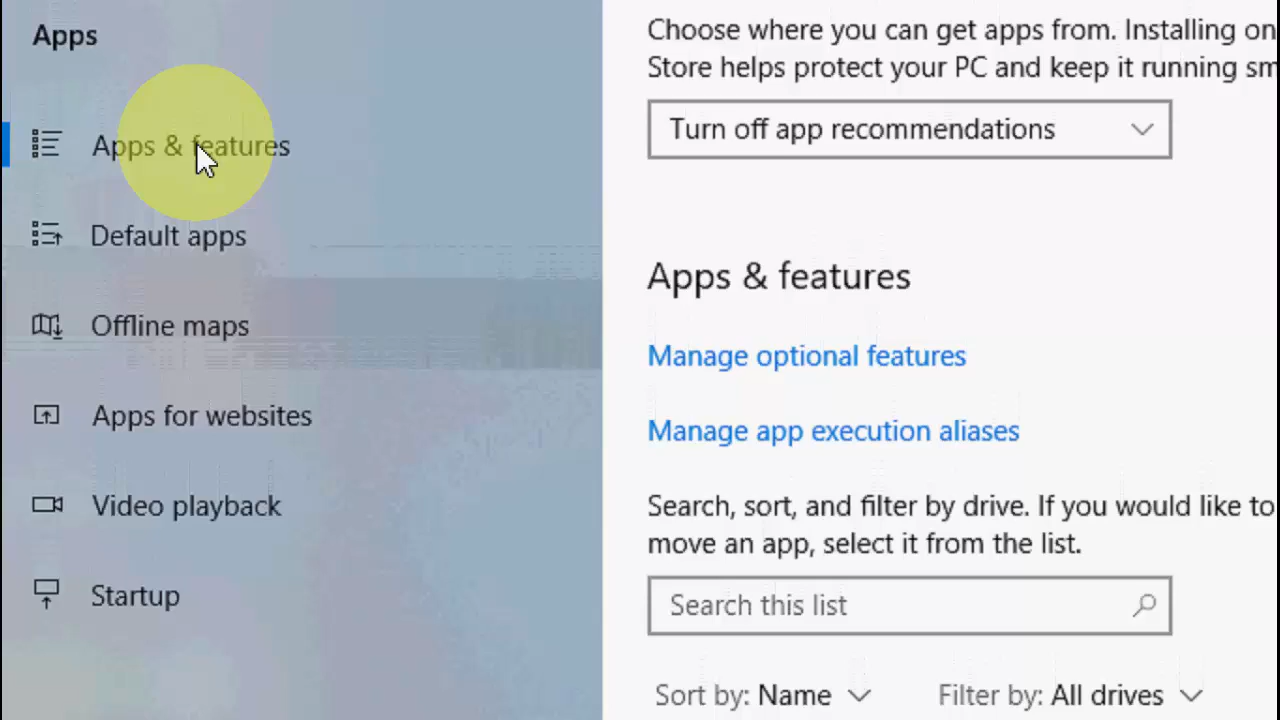 Apps
Apps & features
Default apps
Offline maps
Apps for websites
Video playback
Startup
Choose where you can get apps from. Installing on
Store helps protect your PC and keep it running sm
Turn off app recommendations
Apps & features
Manage optional features
Manage app execution aliases
Search, sort, and filter by drive. If you would like to
move an app, select it from the list.
Search this list
Sort by: Name
Filter by: All drives